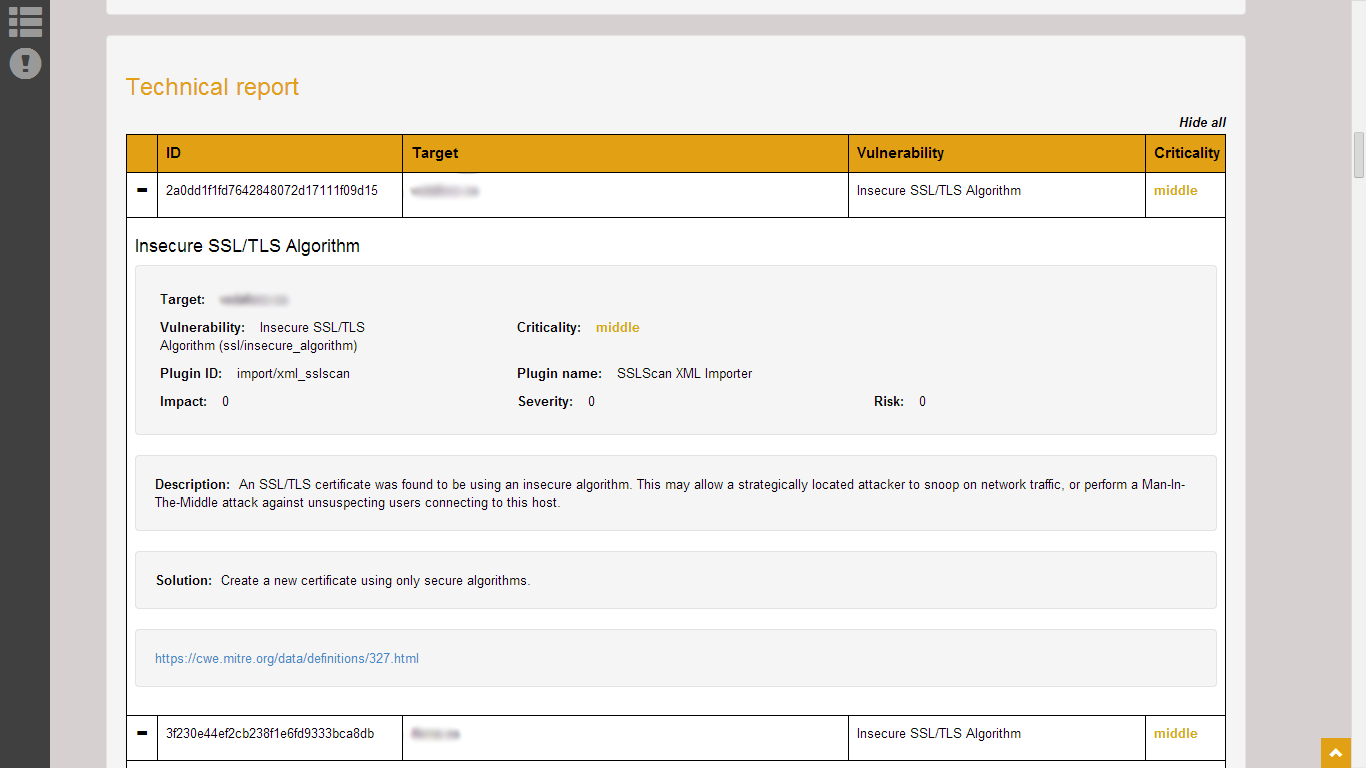 Technical report
Hide all
ID Target Vulnerability Criticality
2a0dd1f1fd7642848072d17111f09d15 Insecure SSL/TLS Algorithm middle
Insecure SSL/TLS Algorithm
Target:
Vulnerability: Insecure SSL/TLS Criticality: middle
Algorithm (ssl/insecure_algorithm)
Plugin ID: import/xml_sslscan Plugin name: SSLScan XML Importer
Impact: 0 Severity: 0 Risk: 0
Description: An SSL/TLS certificate was found to be using an insecure algorithm. This may allow a strategically located attacker to snoop on network traffic, or perform a Man-In-
The-Middle attack against unsuspecting users connecting to this host.
Solution: Create a new certificate using only secure algorithms.
https://cwe.mitre.org/data/definitions/327.html
3f230e44ef2cb238f1e6fd9333bca8db Insecure SSL/TLS Algorithm middle